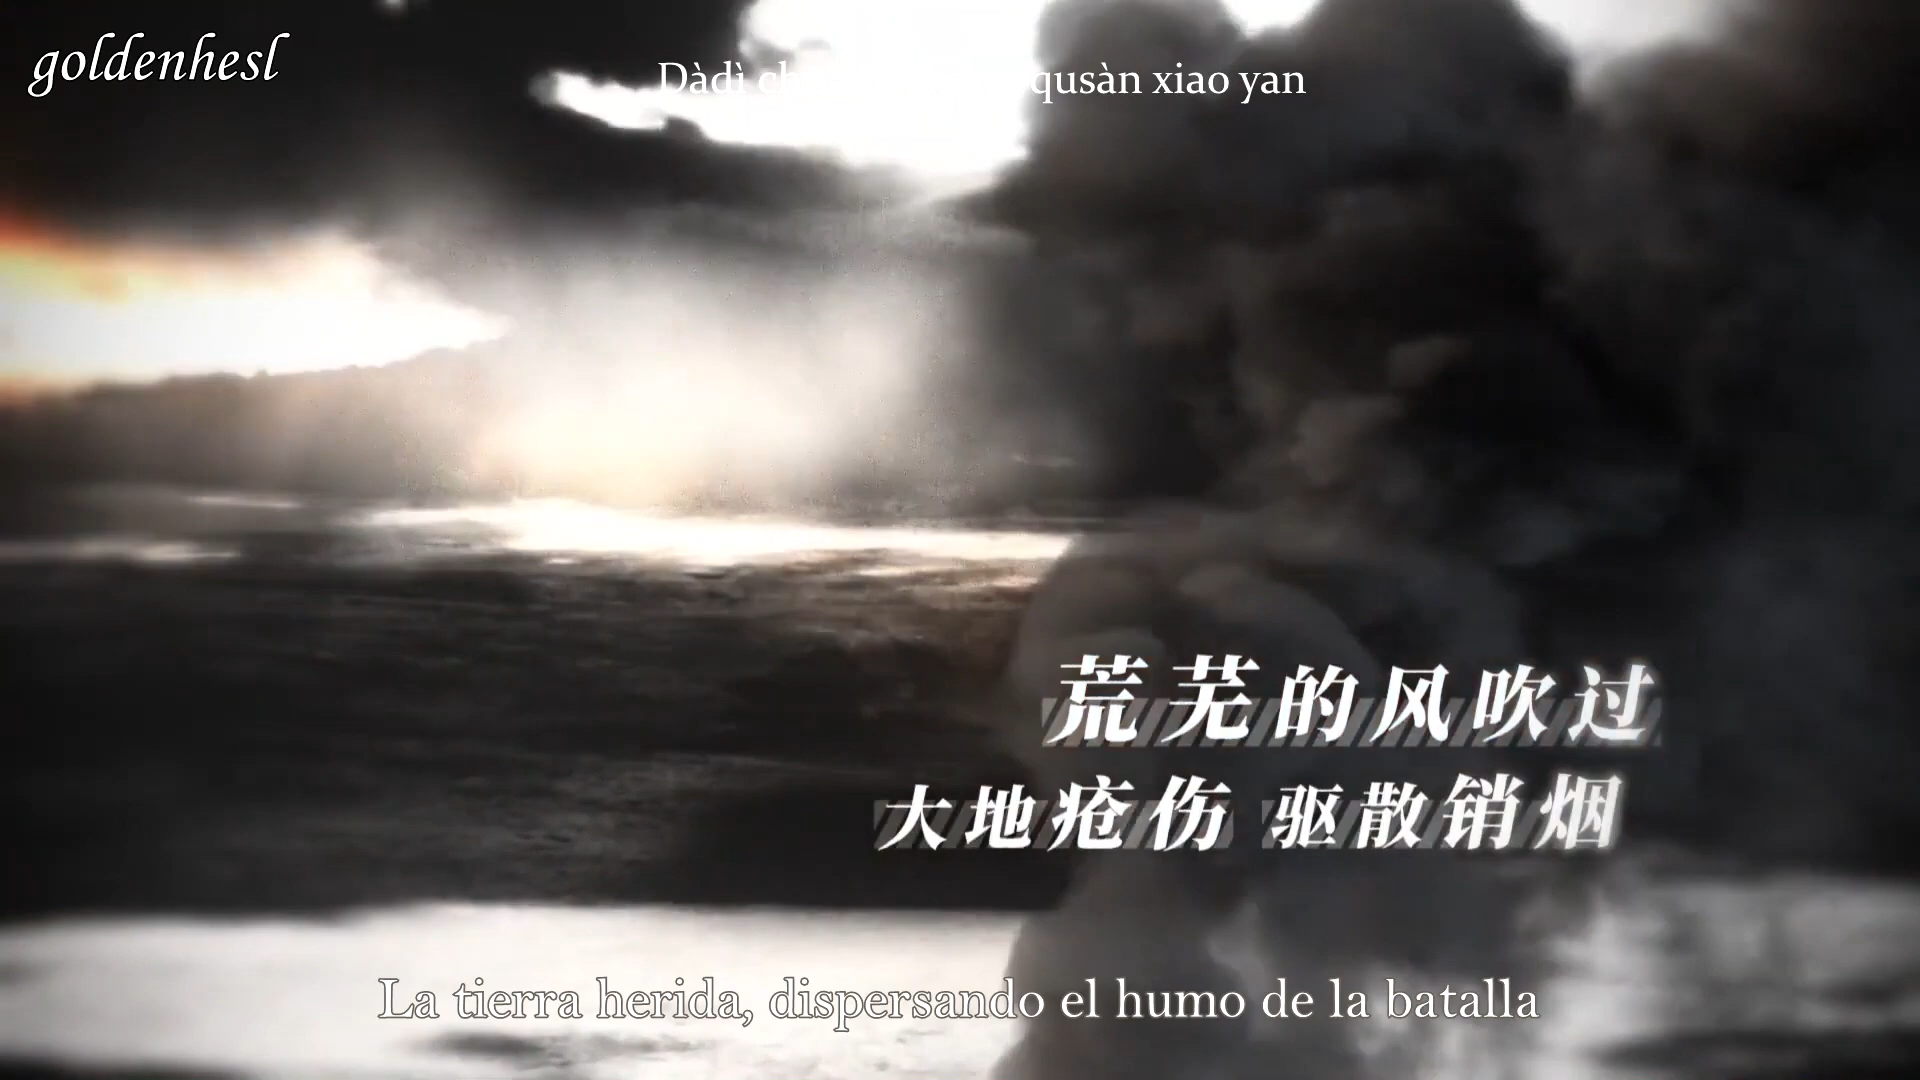 goldenhesl
Dàdì qusàn xiao yan
荒芜的风吹过
大地疮伤 驱散销烟
La tierra herida, dispersando el humo de la batalla